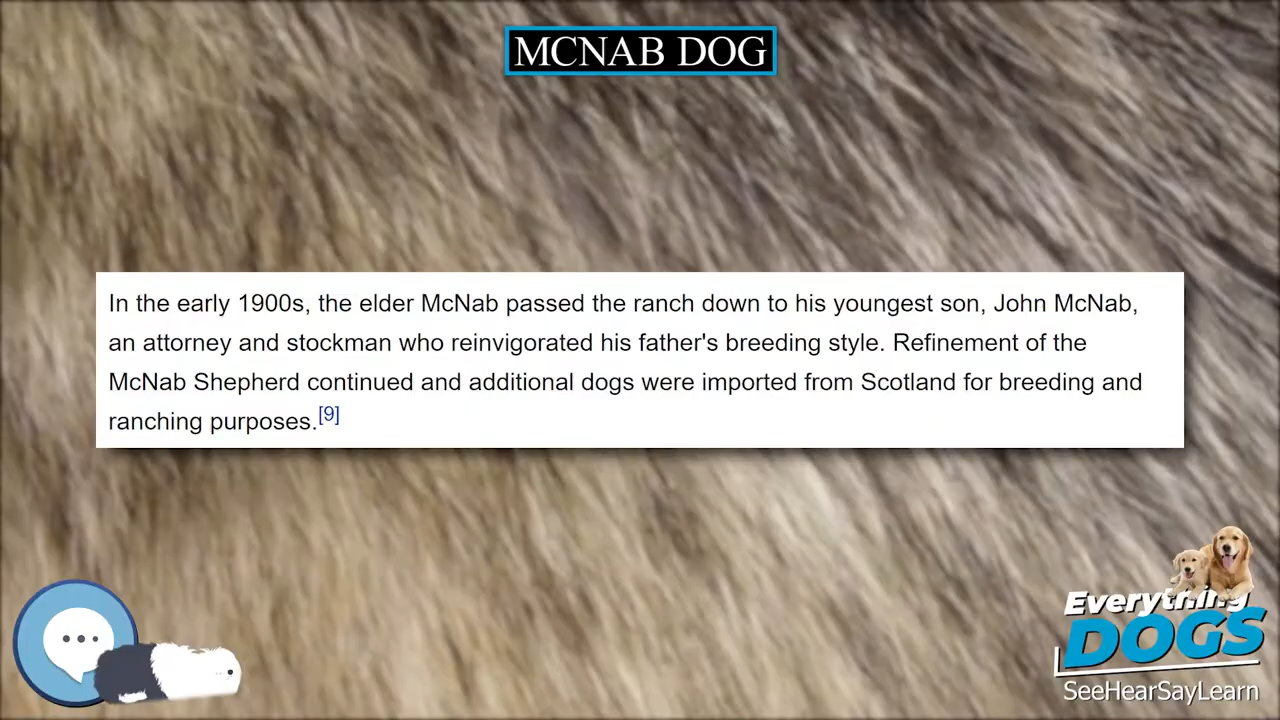 MCNAB DOG
In the early 1900s, the elder McNab passed the ranch down to his youngest son, John McNab,
an attorney and stockman who reinvigorated his father's breeding style. Refinement of the
McNab Shepherd continued and additional dogs were imported from Scotland for breeding and
ranching purposes.[9]
Everything
DOGS
SeeHearSayLearn